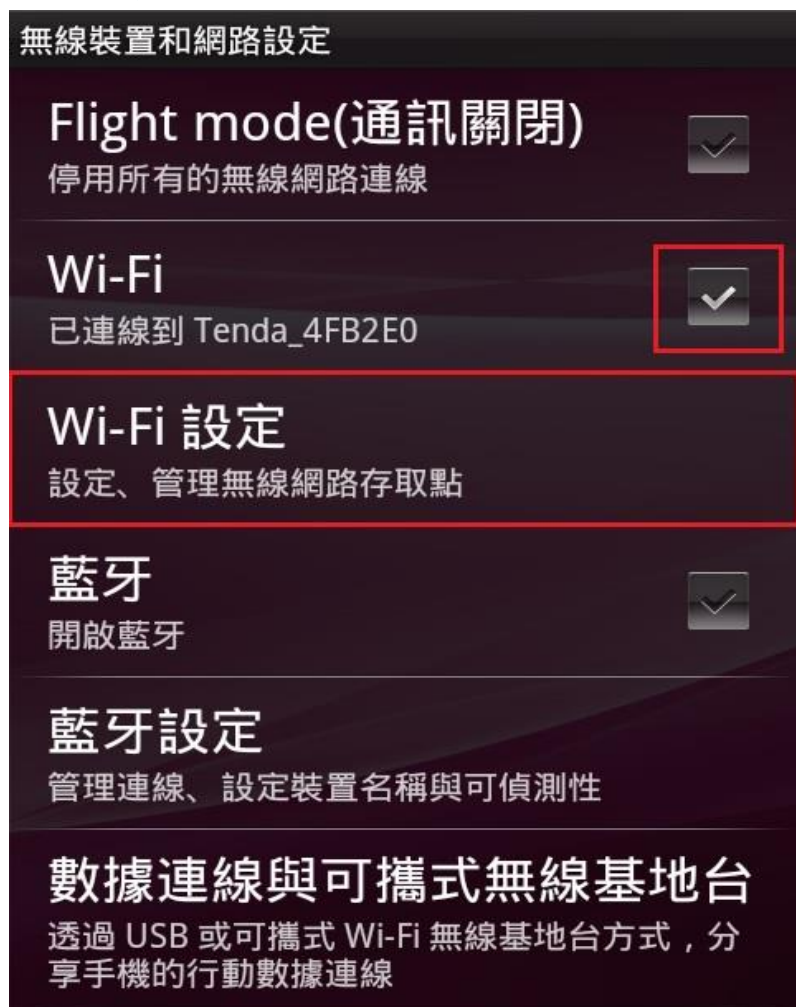 無線裝置和網路設定
Flight mode(通訊關閉)
停用所有的無線網路連線
Wi-Fi
已連線到 Tenda_4FB2E0
Wi-Fi 設定
設定、管理無線網路存取點
藍牙
開啟藍牙
藍牙設定
管理連線、設定裝置名稱與可偵測性
數據連線與可攜式無線基地台
透過 USB 或可攜式 Wi-Fi 無線基地台方式，分
享手機的行動數據連線